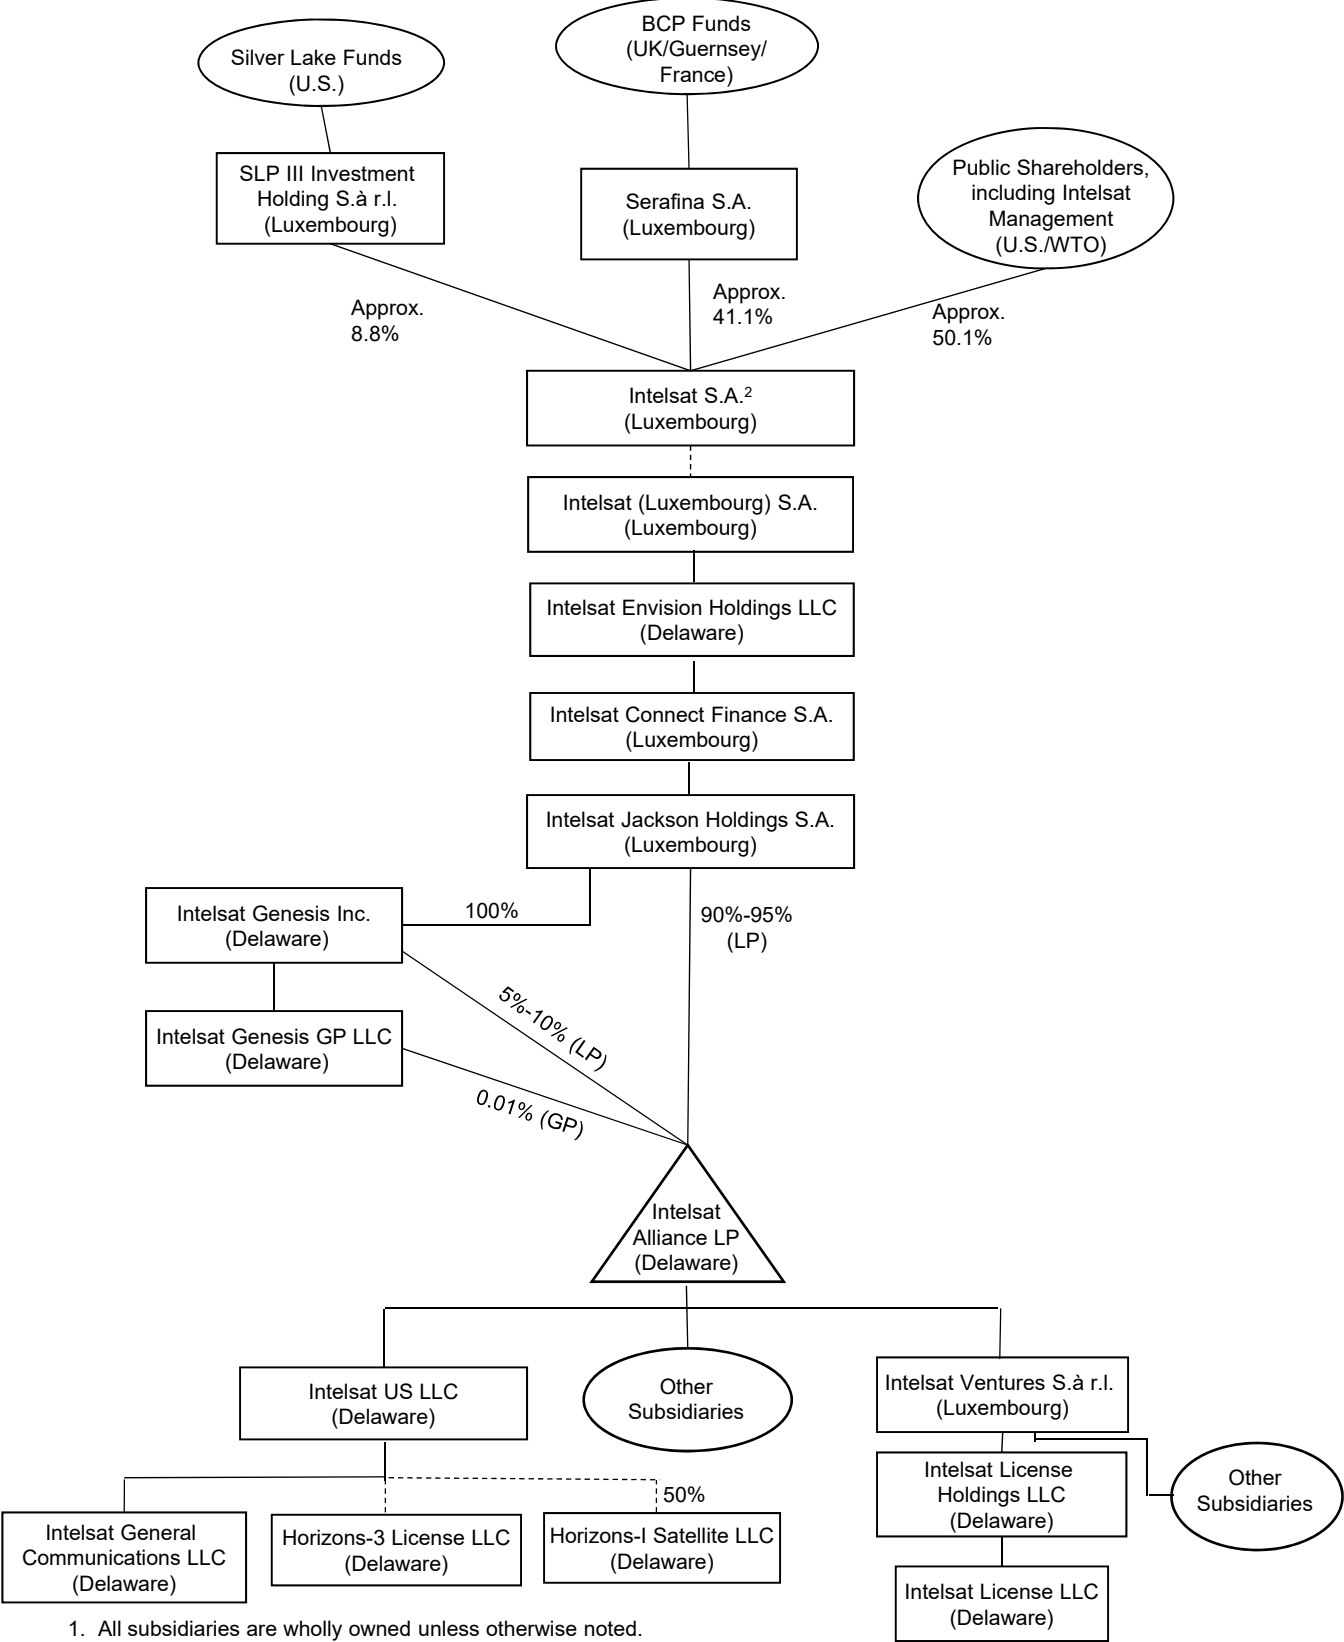 BCP Funds
(UK/Guernsey/
France)
Silver Lake Funds
(U.S.)
SLP III Investment
Holding S.à r.l.
(Luxembourg)
Serafina S.A.
(Luxembourg)
Public Shareholders,
including Intelsat
Management
(U.S./WTO)
Approx.
8.8%
Approx.
41.1%
Approx.
50.1%
Intelsat S.A.²
(Luxembourg)
Intelsat (Luxembourg) S.A.
(Luxembourg)
Intelsat Envision Holdings LLC
(Delaware)
Intelsat Connect Finance S.A.
(Luxembourg)
Intelsat Jackson Holdings S.A.
(Luxembourg)
Intelsat Genesis Inc.
(Delaware)
100%
90%-95%
(LP)
5%-10% (LP)
Intelsat Genesis GP LLC
(Delaware)
0.01% (GP)
Intelsat
Alliance LP
(Delaware)
Intelsat US LLC
(Delaware)
Other
Subsidiaries
Intelsat Ventures S.à r.l.
(Luxembourg)
Intelsat License
Holdings LLC
(Delaware)
Other
Subsidiaries
50%
Intelsat General
Communications LLC
(Delaware)
Horizons-3 License LLC
(Delaware)
Horizons-I Satellite LLC
(Delaware)
Intelsat License LLC
(Delaware)
1. All subsidiaries are wholly owned unless otherwise noted.